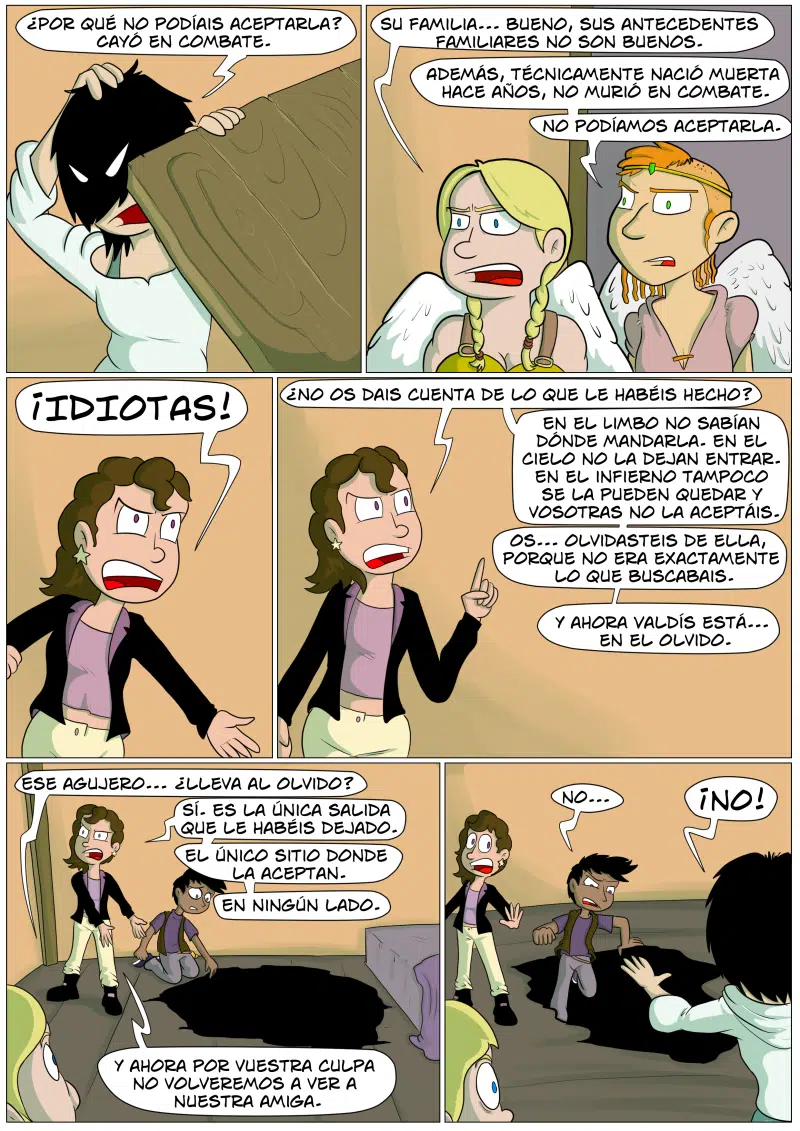 ¿POR QUÉ NO PODÍAIS ACEPTARLA?
CAYÓ EN COMBATE.
SU FAMILIA... BUENO, SUS ANTECEDENTES
FAMILIARES NO SON BUENOS.
ADEMÁS, TÉCNICAMENTE NACIÓ MUERTA
HACE AÑOS, NO MURIÓ EN COMBATE.
NO PODÍAMOS ACEPTARLA.
¡IDIOTAS!
¿NO OS DAIS CUENTA DE LO QUE LE HABÉIS HECHO?
EN EL LIMBO NO SABÍAN
DÓNDE MANDARLA. EN EL
CIELO NO LA DEJAN ENTRAR.
EN EL INFIERNO TAMPOCO
SE LA PUEDEN QUEDAR Y
VOSOTRAS NO LA ACEPTÁIS.
OS... OLVIDASTEIS DE ELLA,
PORQUE NO ERA EXACTAMENTE
LO QUE BUSCABAIS.
Y AHORA VALDÍS ESTÁ...
EN EL OLVIDO.
ESE AGUJERO... ¿LLEVA AL OLVIDO?
SÍ. ES LA ÚNICA SALIDA
QUE LE HABÉIS DEJADO.
EL ÚNICO SITIO DONDE
LA ACEPTAN.
EN NINGÚN LADO.
Y AHORA POR VUESTRA CULPA
NO VOLVEREMOS A VER A
NUESTRA AMIGA.
NO...
¡NO!